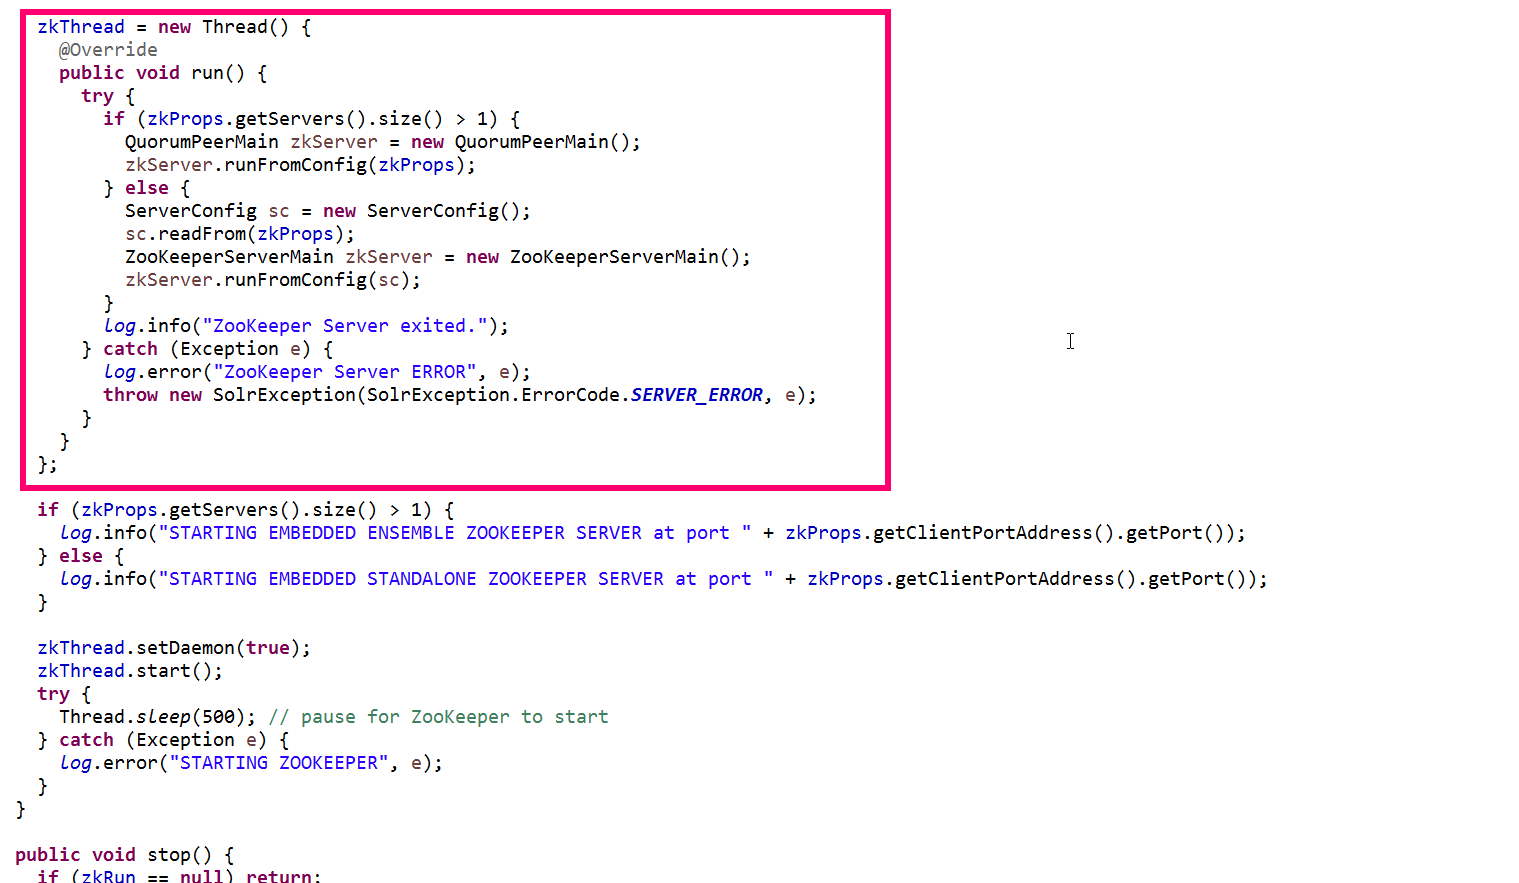 zkThread = new Thread() {
@Override
public void run() {
try {
if (zkProps.getServers().size() > 1) {
QuorumPeerMain zkServer = new QuorumPeerMain();
zkServer.runFromConfig(zkProps);
} else {
ServerConfig sc = new ServerConfig();
sc.readFrom(zkProps);
ZooKeeperServerMain zkServer = new ZooKeeperServerMain();
zkServer.runFromConfig(sc);
}
log.info("ZooKeeper Server exited.");
} catch (Exception e) {
log.error("ZooKeeper Server ERROR", e);
throw new SolrException(SolrException.ErrorCode.SERVER_ERROR, e);
}
}
};
if (zkProps.getServers().size() > 1) {
log.info("STARTING EMBEDDED ENSEMBLE ZOOKEEPER SERVER at port " + zkProps.getClientPortAddress().getPort());
} else {
log.info("STARTING EMBEDDED STANDALONE ZOOKEEPER SERVER at port " + zkProps.getClientPortAddress().getPort());
}
zkThread.setDaemon(true);
zkThread.start();
try {
Thread.sleep(500); // pause for ZooKeeper to start
} catch (Exception e) {
log.error("STARTING ZOOKEEPER", e);
}
}
public void stop() {
if (zkRun == null) return;